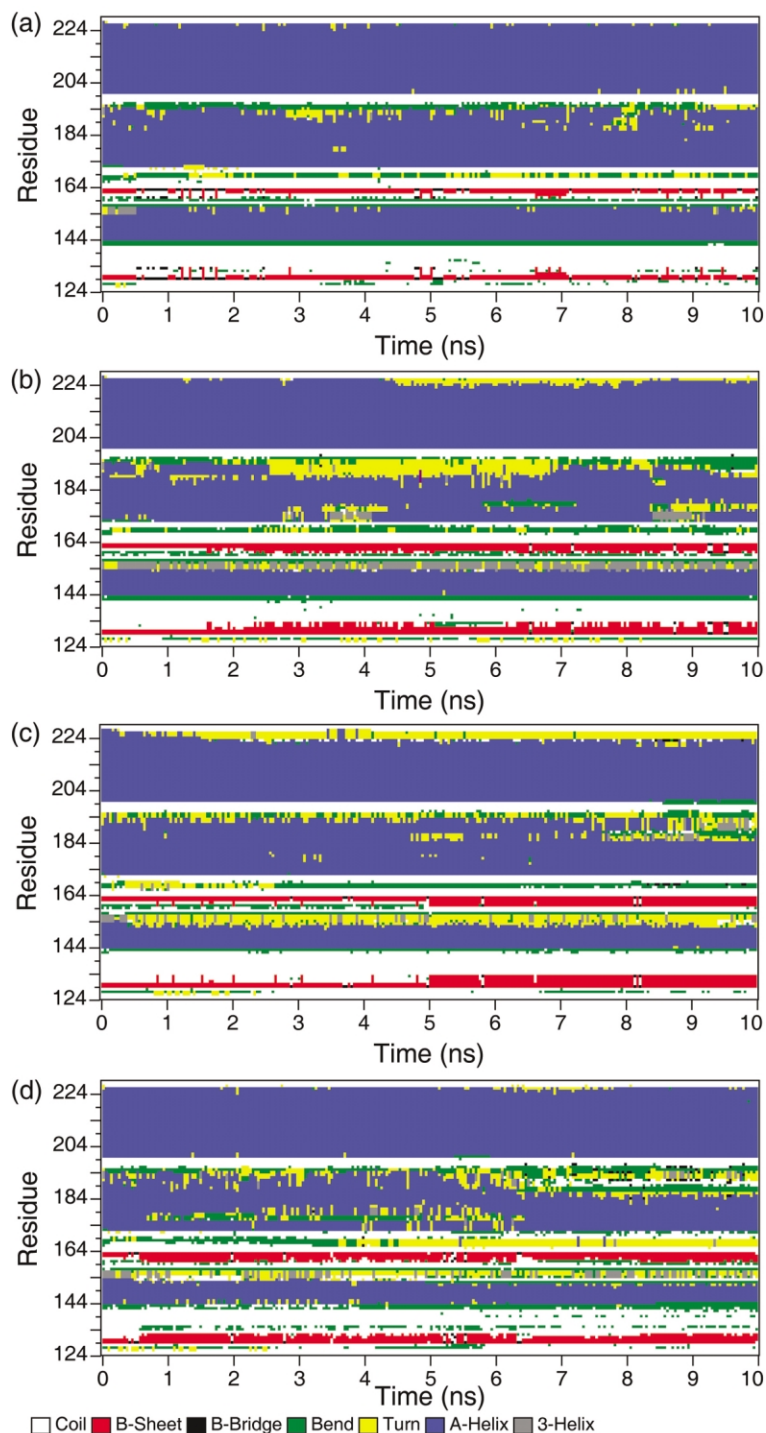 (a)
Residue
224
204
184
164
144
124
0 1 2 3 4 5 6 7 8 9 10
Time (ns)
(b)
Residue
224
204
184
164
144
124
0 1 2 3 4 5 6 7 8 9 10
Time (ns)
(c)
Residue
224
204
184
164
144
124
0 1 2 3 4 5 6 7 8 9 10
Time (ns)
(d)
Residue
224
204
184
164
144
124
0 1 2 3 4 5 6 7 8 9 10
Time (ns)
Coil B-Sheet B-Bridge Bend Turn A-Helix 3-Helix